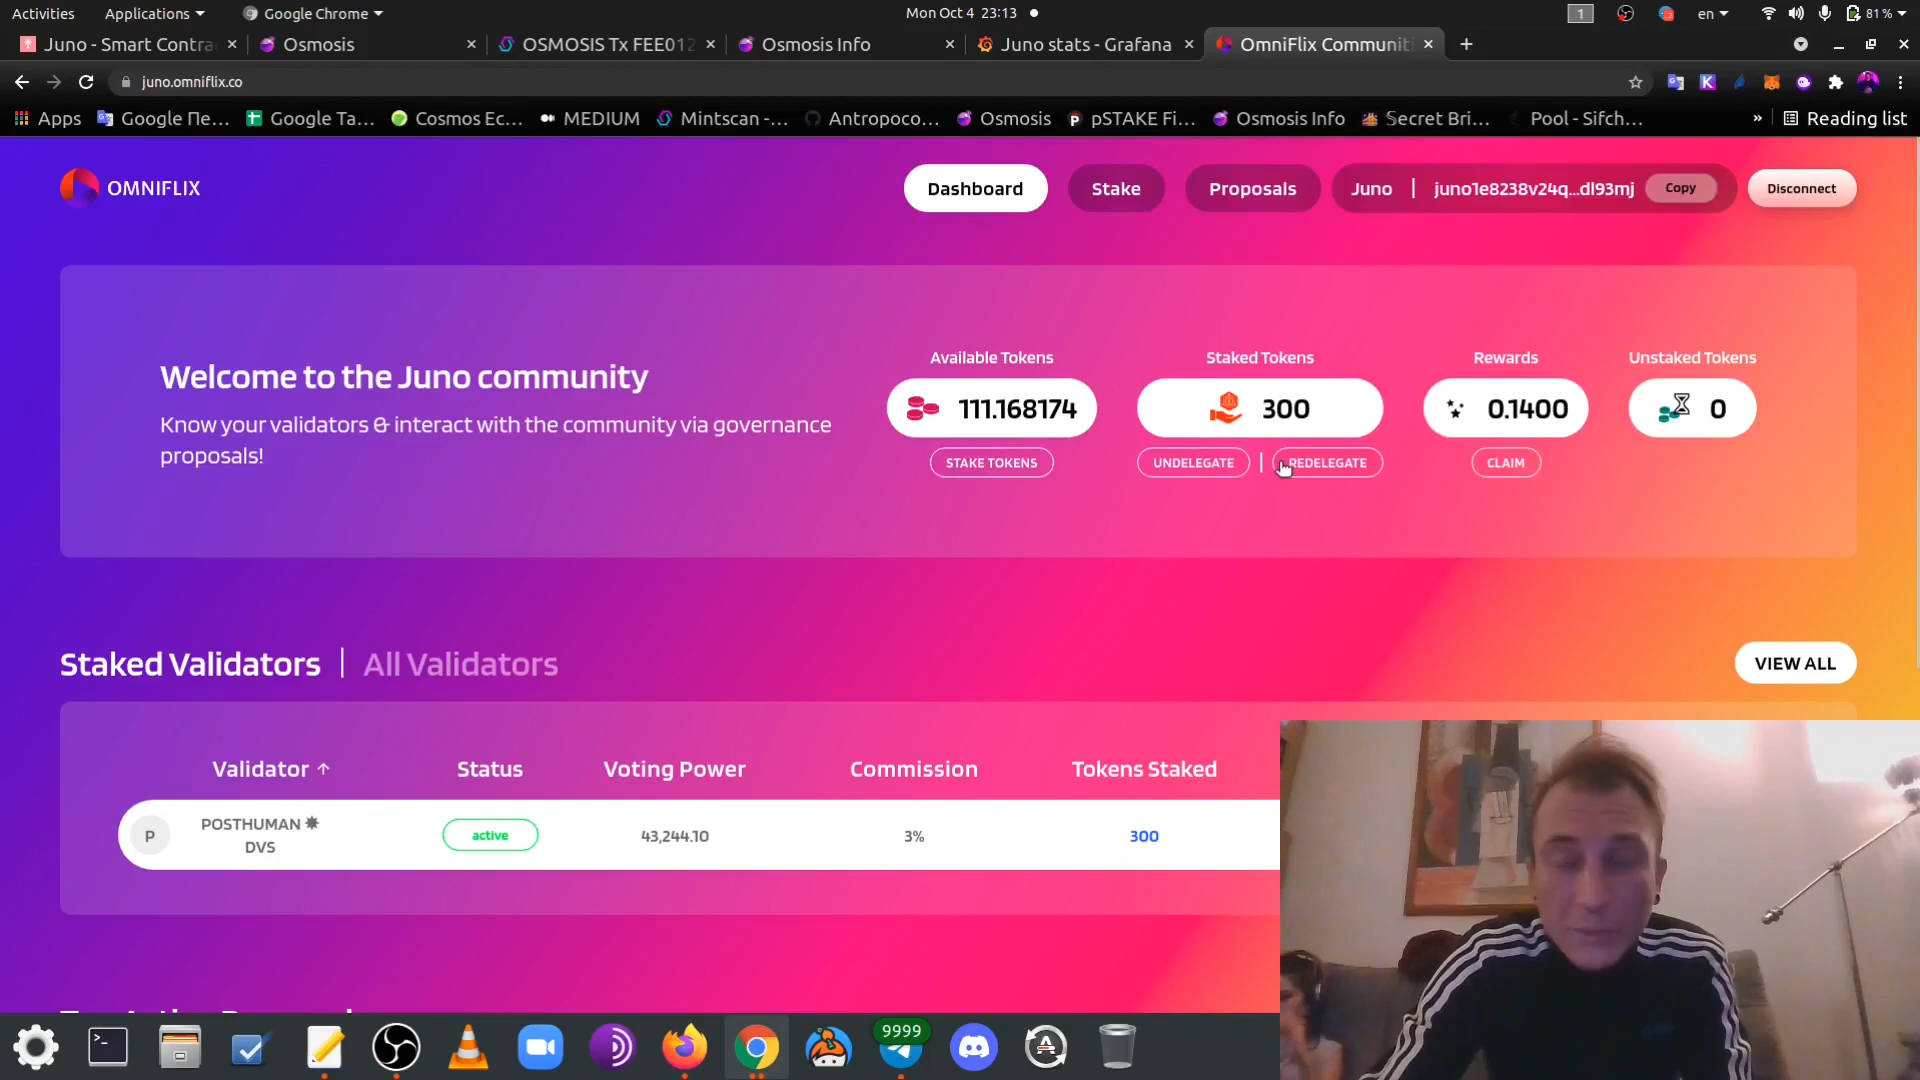 Activities Applications Google Chrome Mon Oct 4 23:13 1 en 81 %
Juno - Smart Contra Osmosis OSMOSIS Tx FEE012 Osmosis Info Juno stats - Grafana OmniFlix Communit
juno.omniflix.co
Apps Google Пе... Google Та... Cosmos Ec... MEDIUM Mintscan -... Antropoco... Osmosis pSTAKE Fi... Osmosis Info Secret Bri... Pool - Sifch... » Reading list
OMNIFLIX Dashboard Stake Proposals Juno | juno1e8238v24q...dl93mj Copy Disconnect
Available Tokens Staked Tokens Rewards Unstaked Tokens
Welcome to the Juno community
111.168174 300 0.1400 0
Know your validators & interact with the community via governance
proposals!
STAKE TOKENS UNDELEGATE | REDELEGATE CLAIM
Staked Validators | All Validators VIEW ALL
Validator ↑ Status Voting Power Commission Tokens Staked
P POSTHUMAN ✸
DVS
active 43,244.10 3% 300
9999